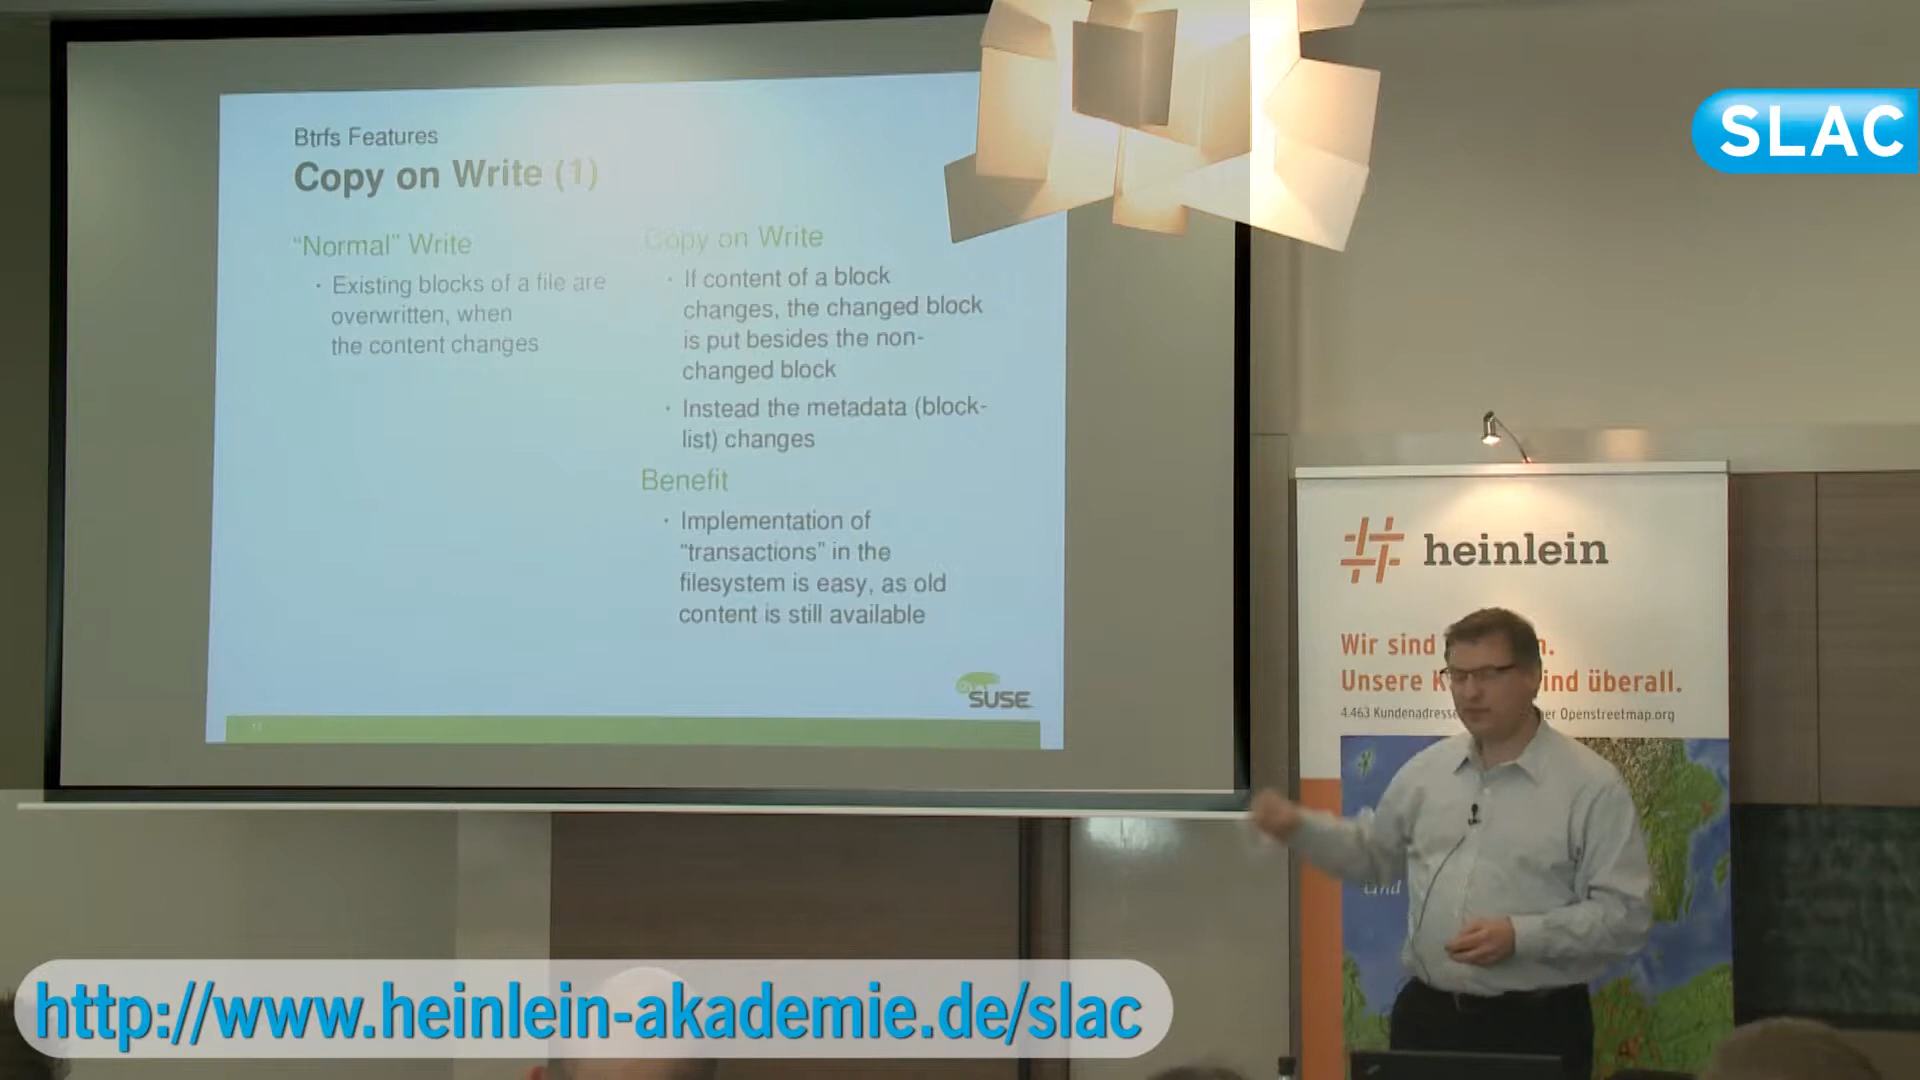 Btrfs Features
Copy on Write (1)
"Normal" Write
· Existing blocks of a file are
overwritten, when
the content changes
Copy on Write
· If content of a block
changes, the changed block
is put besides the non-
changed block
· Instead the metadata (block-
list) changes
Benefit
· Implementation of
"transactions" in the
filesystem is easy, as old
content is still available
SUSE
SLAC
heinlein
Wir sind
Unsere ind überall.
4.463 Kundenadresse er Openstreetmap.org
http://www.heinlein-akademie.de/slac